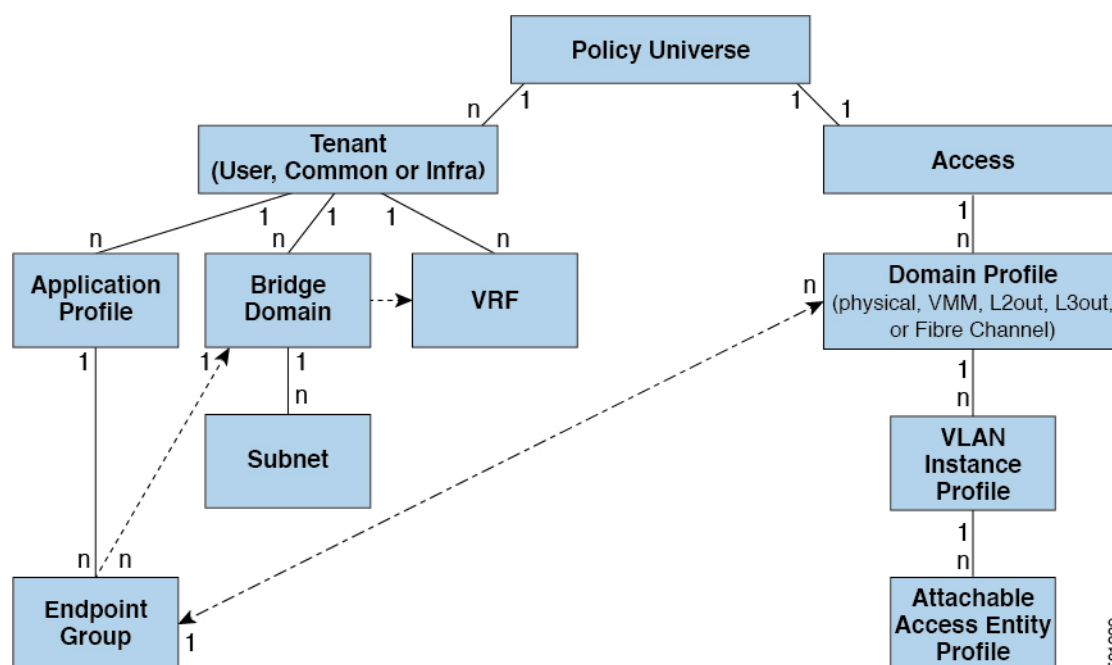 Policy Universe
n
1
1
1
Tenant
(User, Common or Infra)
Access
1
1
1
1
n
n
n
n
Application
Profile
Bridge
Domain
VRF
n
Domain Profile
(physical, VMM, L2out, L3out,
or Fibre Channel)
1
1
1
1
n
n
Subnet
VLAN
Instance
Profile
1
n
n
n
Endpoint
Group
1
Attachable
Access Entity
Profile